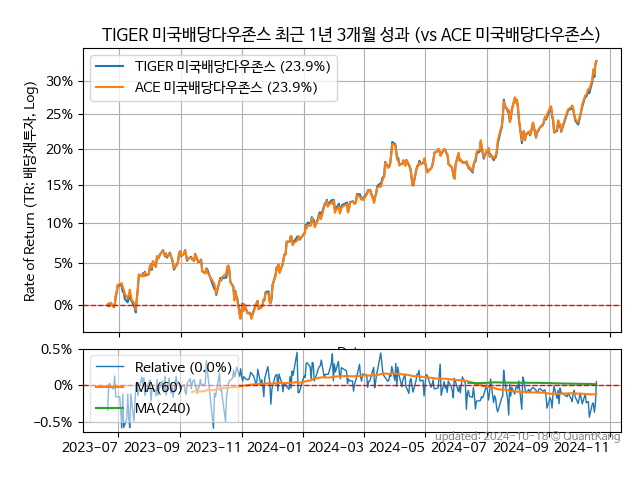 TIGER 미국배당다우존스 최근 1년 3개월 성과 (vs ACE 미국배당다우존스)
TIGER 미국배당다우존스 (23.9%)
ACE 미국배당다우존스 (23.9%)
Rate of Return (TR; 배당재투자, Log)
30%
25%
20%
15%
10%
5%
0%
0.5%
0%
−0.5%
Relative (0.0%)
MA(60)
MA(240)
updated: 2024-10-18 © QuantKang
2023-07 2023-09 2023-11 2024-01 2024-03 2024-05 2024-07 2024-09 2024-11